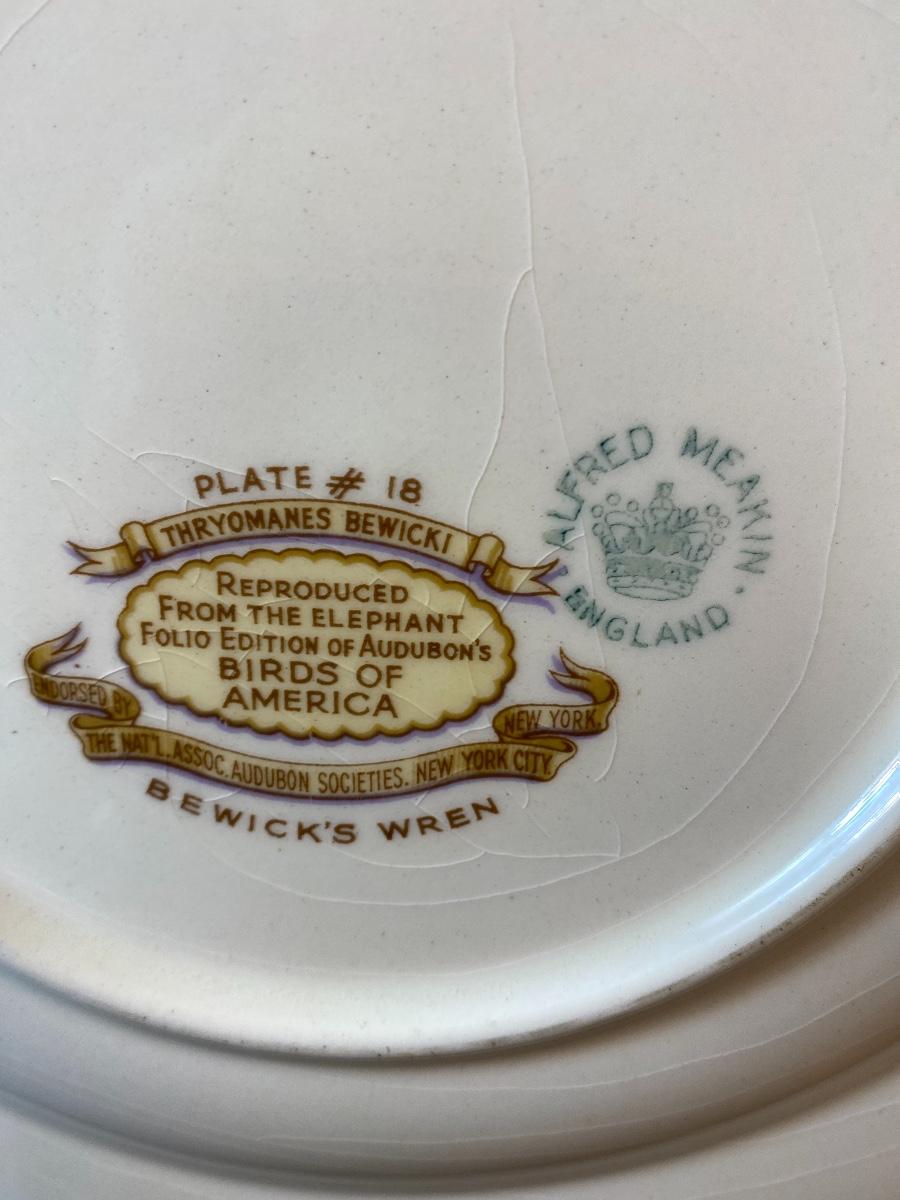 PLATE # 18
THRYOMANES BEWICKI
REPRODUCED
FROM THE ELEPHANT
FOLIO EDITION OF AUDUBON'S
BIRDS OF
AMERICA
ENDORSED BY
THE NAT'L. ASSOC. AUDUBON SOCIETIES. NEW YORK CITY
NEW YORK.
BEWICK'S WREN
ALFRED MEAKIN.
ENGLAND.